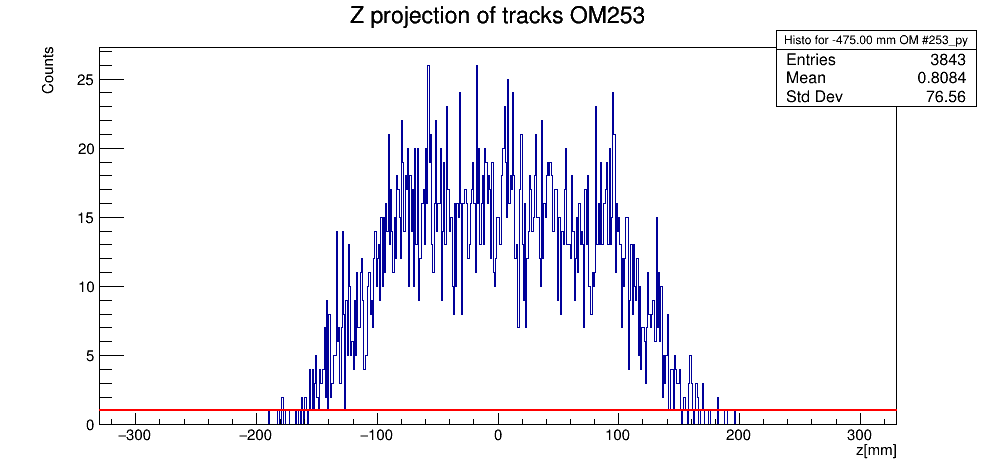 Z projection of tracks OM253
Histo for -475.00 mm OM #253_py
Entries 3843
Mean 0.8084
Std Dev 76.56
Counts
25
20
15
10
5
0
−300 −200 −100 0 100 200 300
z[mm]